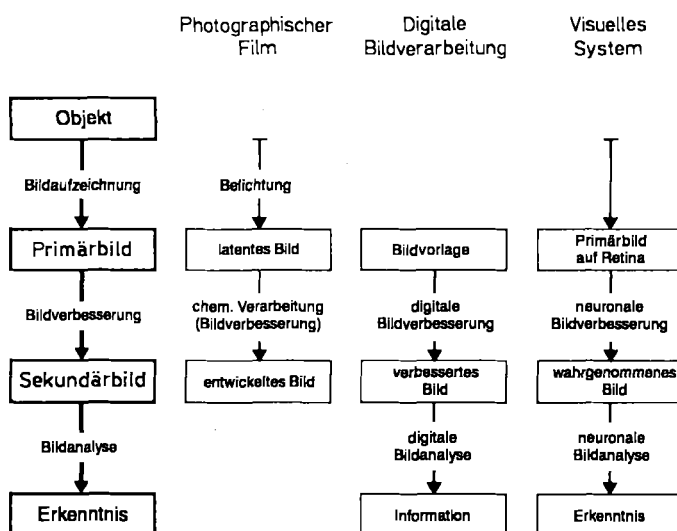 Photographischer
Film
Digitale
Bildverarbeitung
Visuelles
System
Objekt
Bildaufzeichnung
Belichtung
Primärbild
latentes Bild
Bildvorlage
Primärbild
auf Retina
Bildverbesserung
chem. Verarbeitung
(Bildverbesserung)
digitale
Bildverbesserung
neuronale
Bildverbesserung
Sekundärbild
entwickeltes Bild
verbessertes
Bild
wahrgenommenes
Bild
Bildanalyse
digitale
Bildanalyse
neuronale
Bildanalyse
Erkenntnis
Information
Erkenntnis